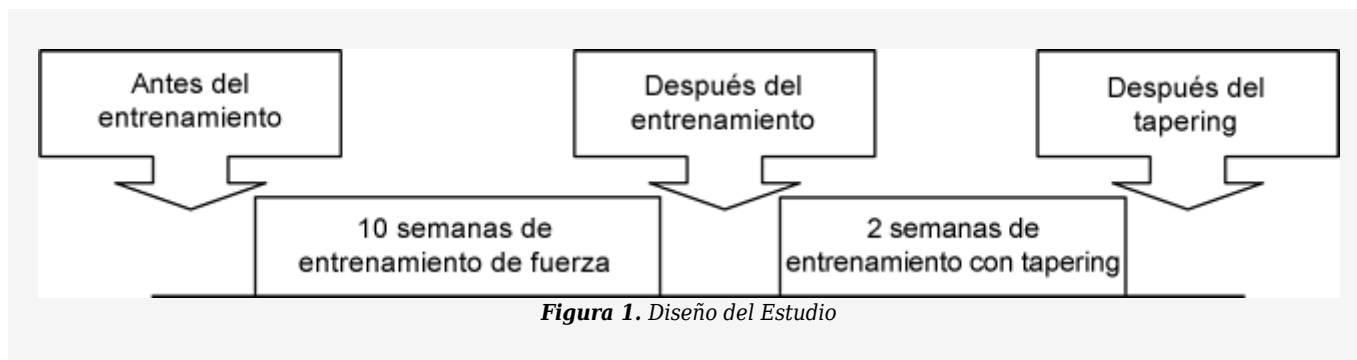 Antes del
entrenamiento
Después del
entrenamiento
Después del
tapering
10 semanas de
entrenamiento de fuerza
2 semanas de
entrenamiento con tapering
Figura 1. Diseño del Estudio